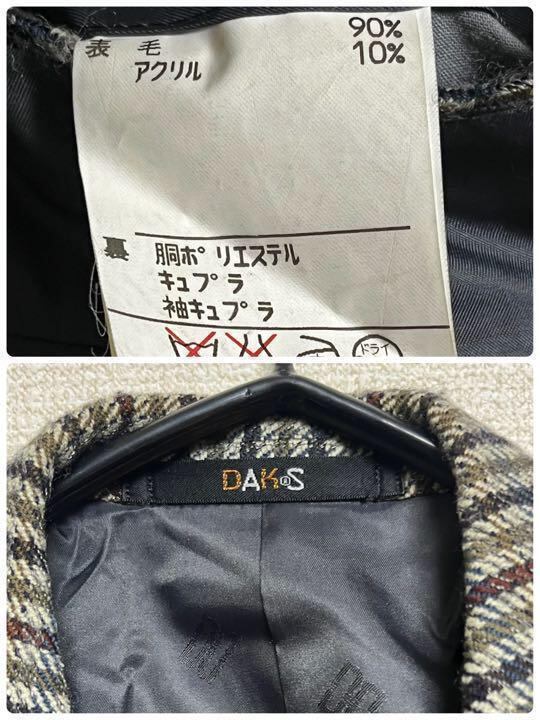 表 毛 90%
アクリル 10%
裏 胴ポリエステル
キュプラ
袖キュプラ
ドライ
DAKS